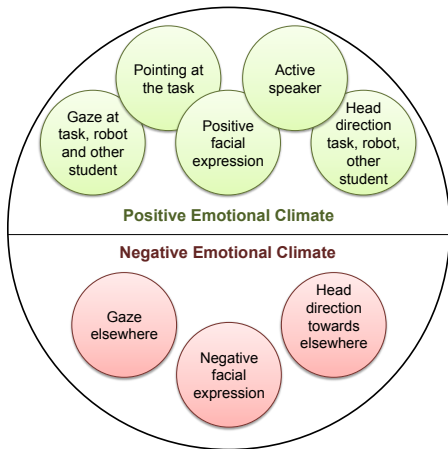 Pointing at
the task
Active
speaker
Gaze at
task, robot
and other
student
Positive
facial
expression
Head
direction
task, robot,
other
student
Positive Emotional Climate
Negative Emotional Climate
Gaze
elsewhere
Negative
facial
expression
Head
direction
towards
elsewhere